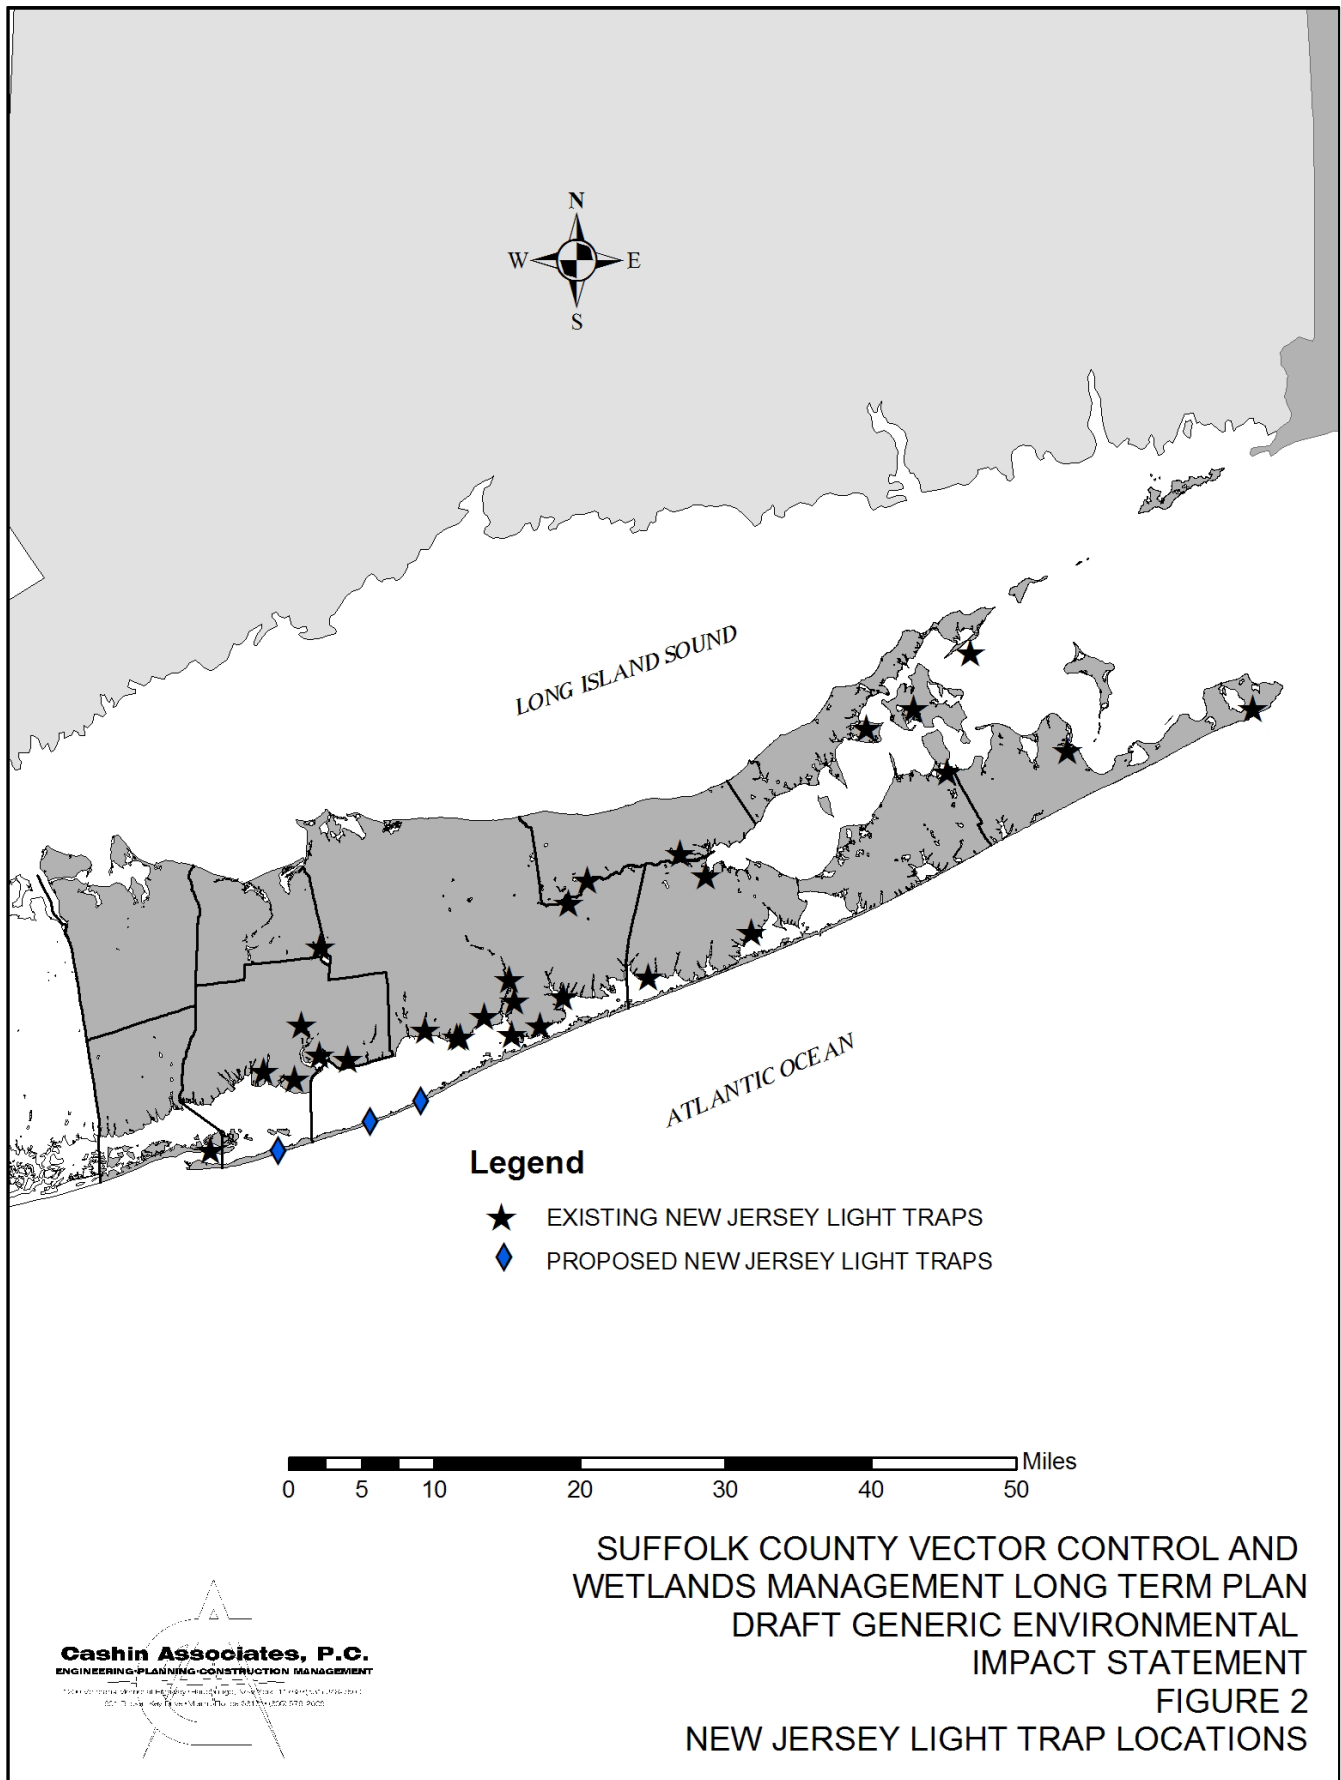 N
W E
S
LONG ISLAND SOUND
ATLANTIC OCEAN
Legend
EXISTING NEW JERSEY LIGHT TRAPS
PROPOSED NEW JERSEY LIGHT TRAPS
Miles
0 5 10 20 30 40 50
SUFFOLK COUNTY VECTOR CONTROL AND
WETLANDS MANAGEMENT LONG TERM PLAN
DRAFT GENERIC ENVIRONMENTAL
IMPACT STATEMENT
FIGURE 2
NEW JERSEY LIGHT TRAP LOCATIONS
Cashin Associates, P.C.
ENGINEERING•PLANNING•CONSTRUCTION MANAGEMENT